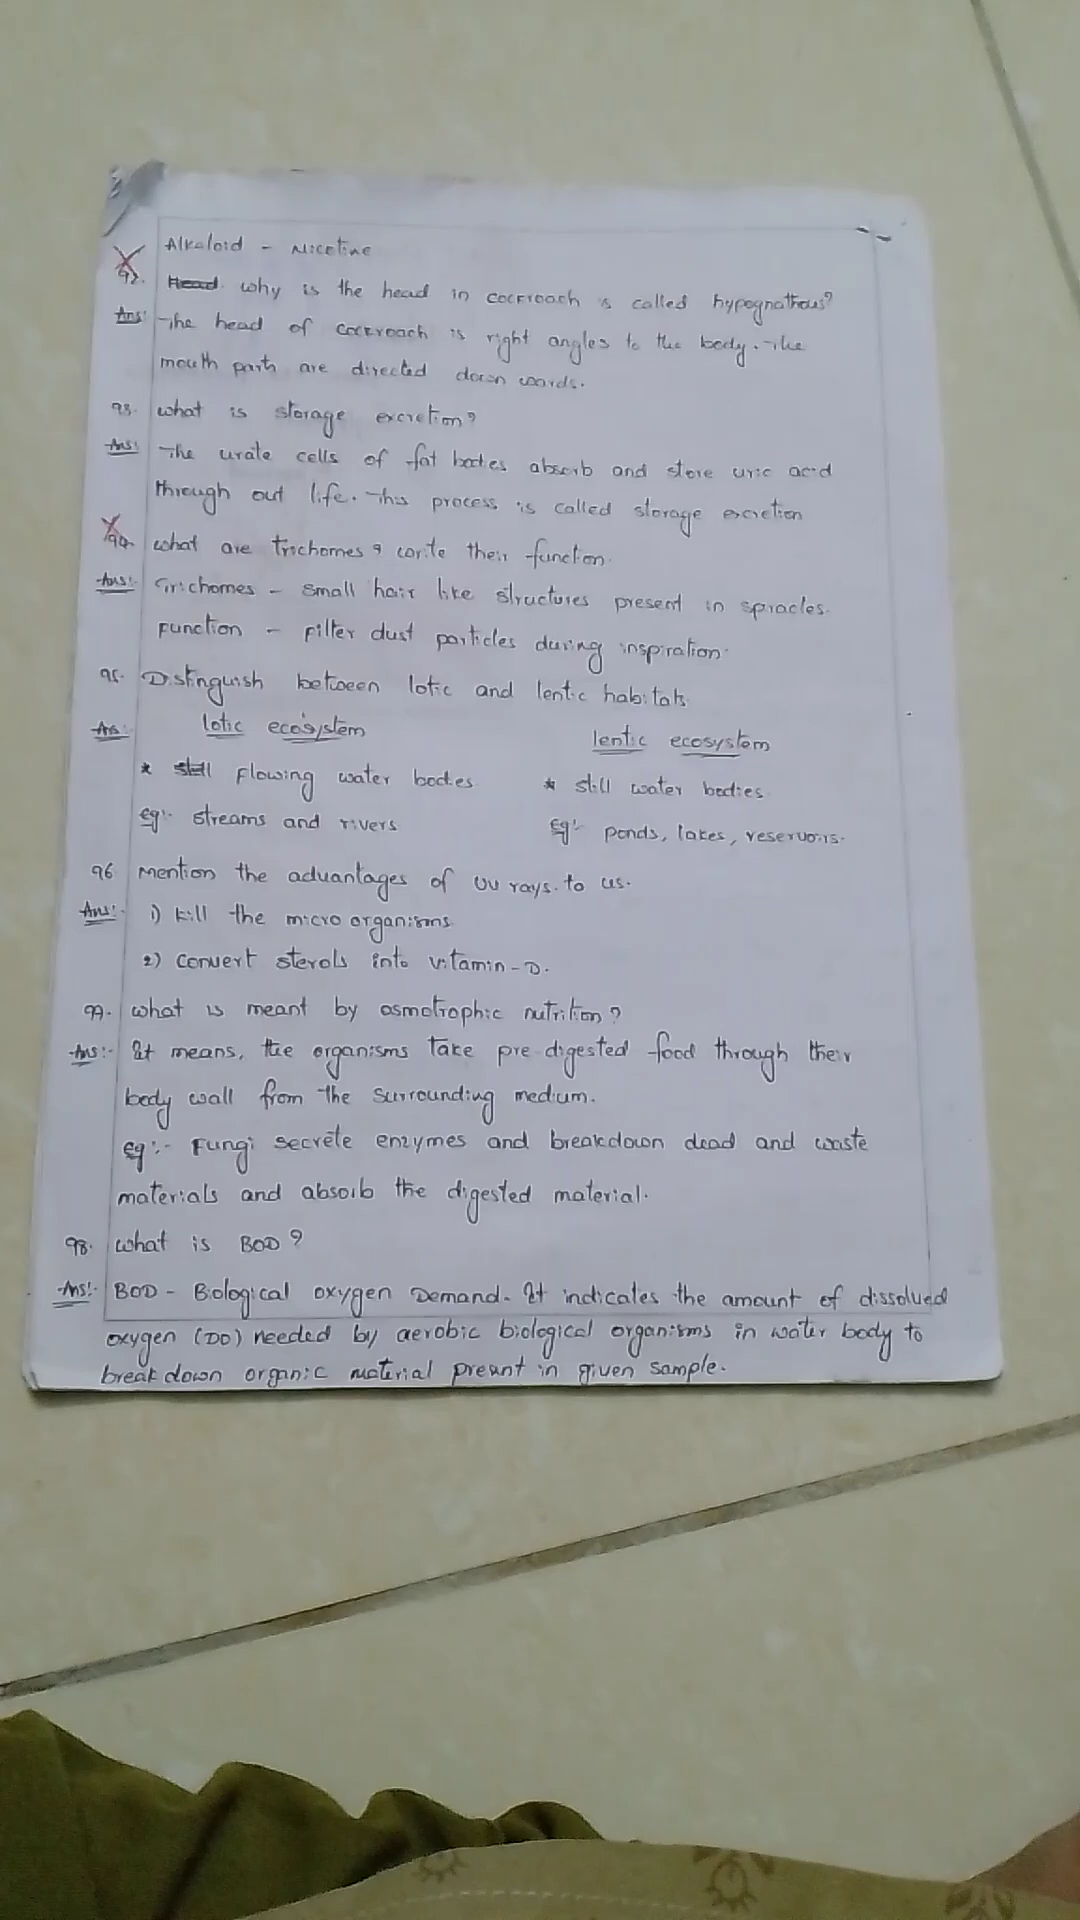 Alkaloid - Nicotine
92. Head why is the head in cockroach is called hypognathous?
Ans:- The head of cockroach is right angles to the body. The
mouth parts are directed down wards.
93. what is storage excretion?
Ans: The urate cells of fat bodies absorb and store uric acid
through out life. This process is called storage excretion
94. what are trichomes & write their function.
Ans:- Trichomes - small hair like structures present in spiracles.
Function - Filter dust particles during inspiration.
95. Distinguish between lotic and lentic habitats
Ans: lotic ecosystem lentic ecosystem
* still flowing water bodies * still water bodies
Eg:- streams and rivers Eg:- ponds, lakes, reservoirs.
96 Mention the advantages of UV rays. to us.
Ans:- 1) kill the micro organisms
2) convert sterols into vitamin-D.
97. what is meant by osmotrophic nutrition?
Ans:- It means, the organisms take pre digested food through their
body wall from the surrounding medium.
Eg:- Fungi secrete enzymes and breakdown dead and waste
materials and absorb the digested material.
98. what is BOD?
Ans:- BOD - Biological oxygen Demand. It indicates the amount of dissolved
oxygen (DO) needed by aerobic biological organisms in water body to
break down organic material present in given sample.